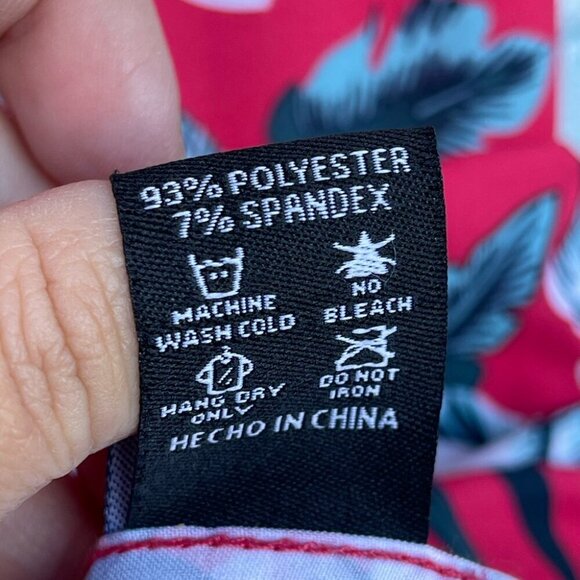 93% POLYESTER
7% SPANDEX
MACHINE
WASH COLD
NO
BLEACH
HANG DRY
ONLY
DO NOT
IRON
HECHO IN CHINA